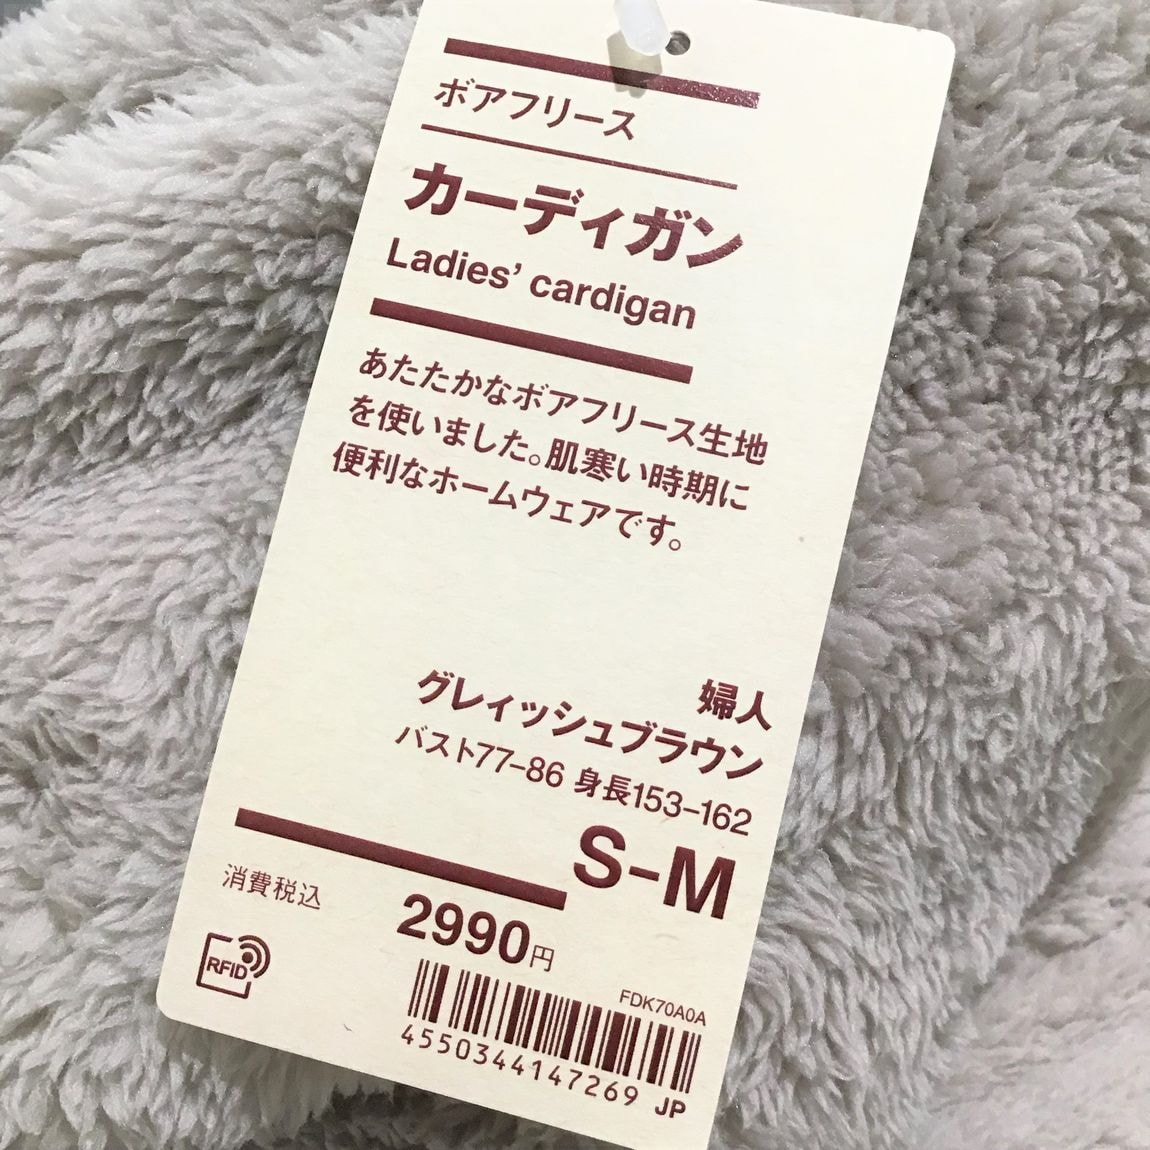 ボアフリース
カーディガン
Ladies' cardigan
あたたかなボアフリース生地
を使いました。肌寒い時期に
便利なホームウェアです。
婦人
グレイッシュブラウン
バスト77-86 身長153-162
S-M
消費税込
2990円
RFID
FDK70A0A
4550344147269 JP